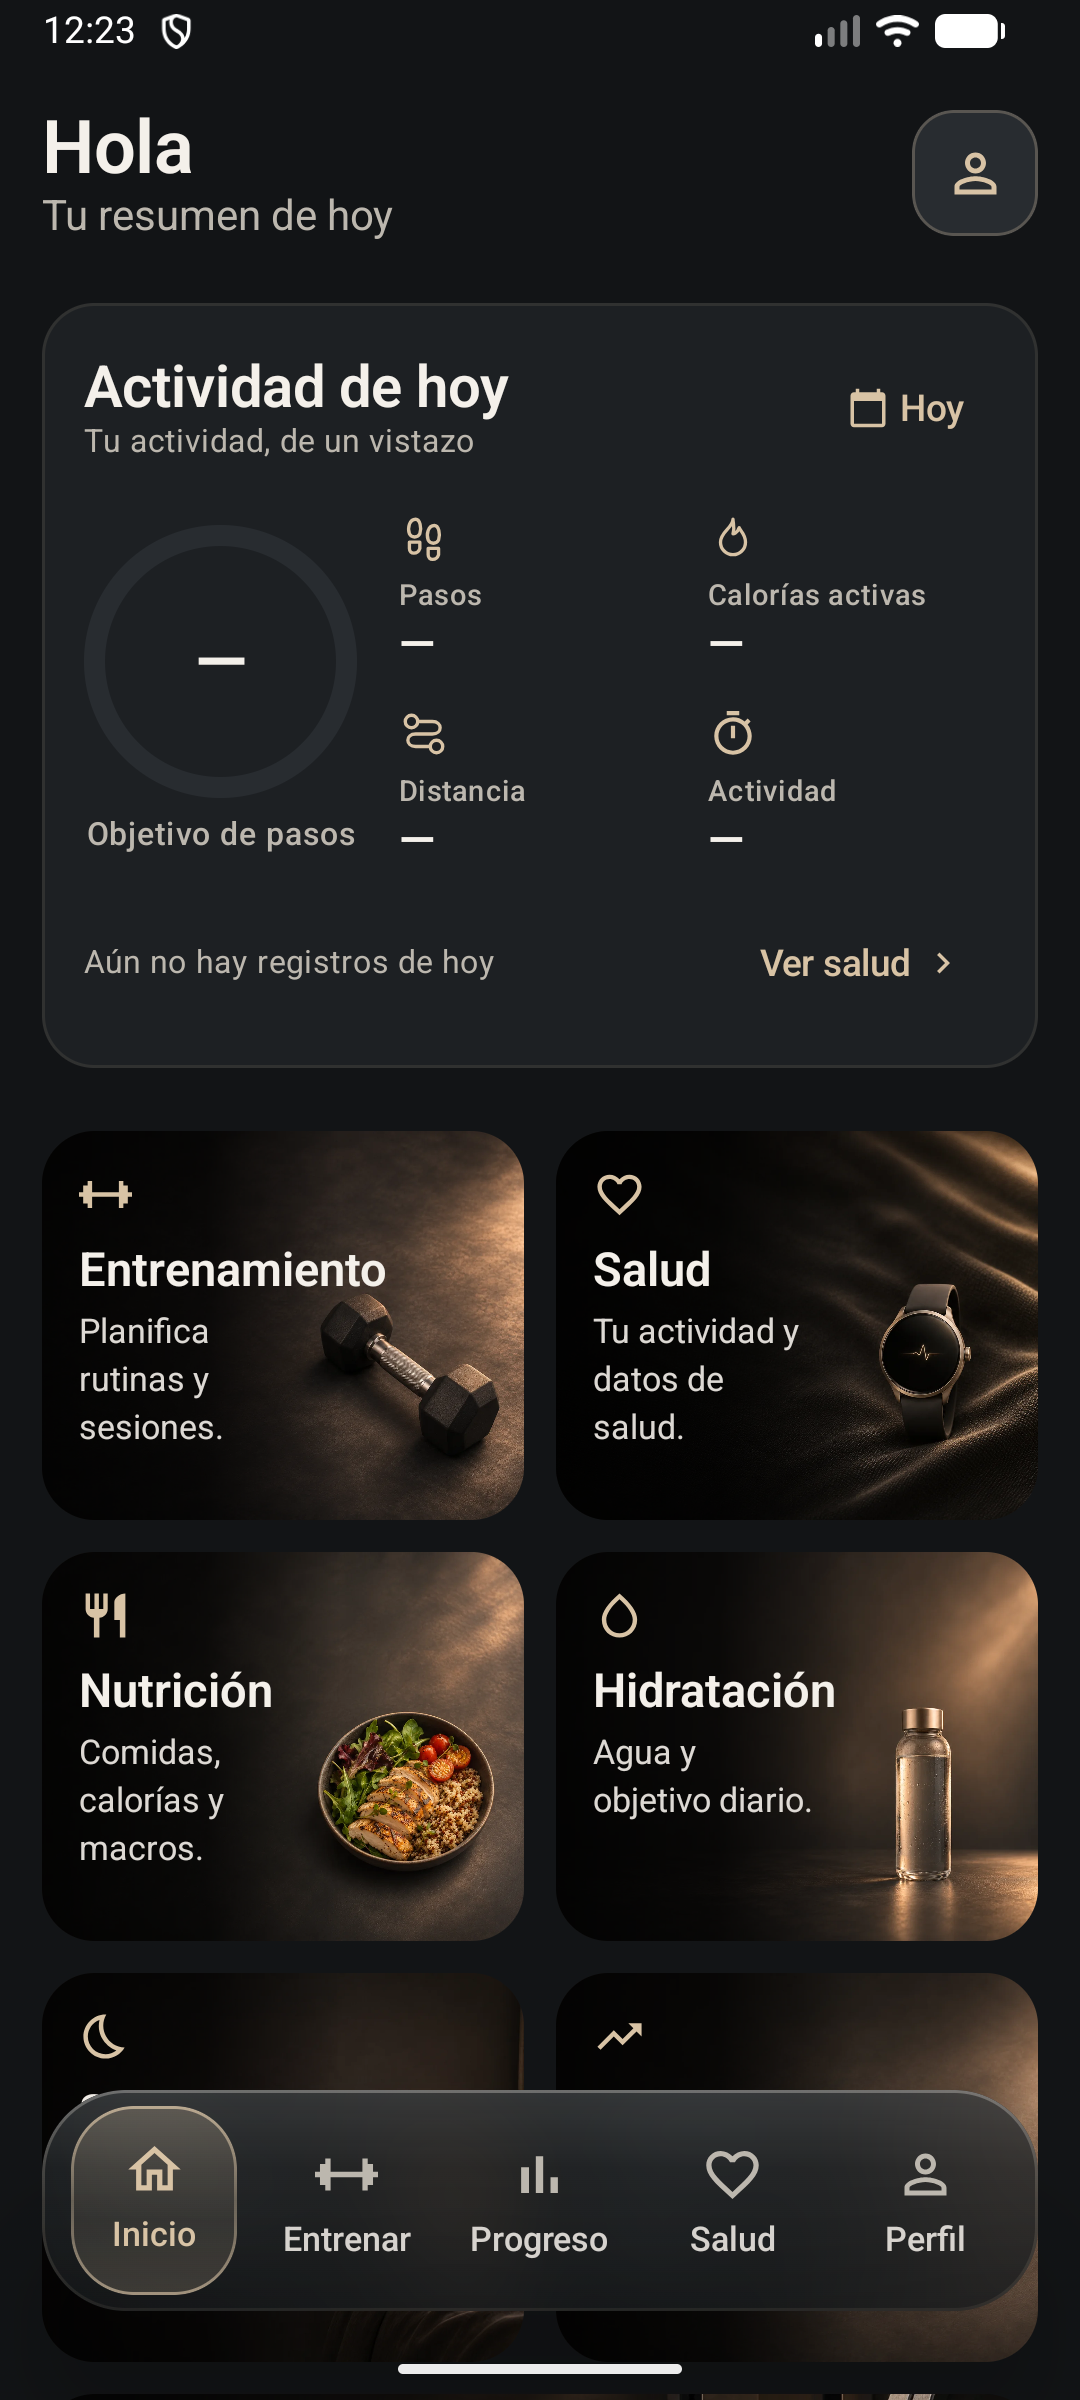 12:23
Hola
Tu resumen de hoy
Actividad de hoy
Hoy
Tu actividad, de un vistazo
Pasos
—
Calorías activas
—
—
Objetivo de pasos
Distancia
—
Actividad
—
Aún no hay registros de hoy
Ver salud
Entrenamiento
Planifica
rutinas y
sesiones.
Salud
Tu actividad y
datos de
salud.
Nutrición
Comidas,
calorías y
macros.
Hidratación
Agua y
objetivo diario.
Inicio
Entrenar
Progreso
Salud
Perfil